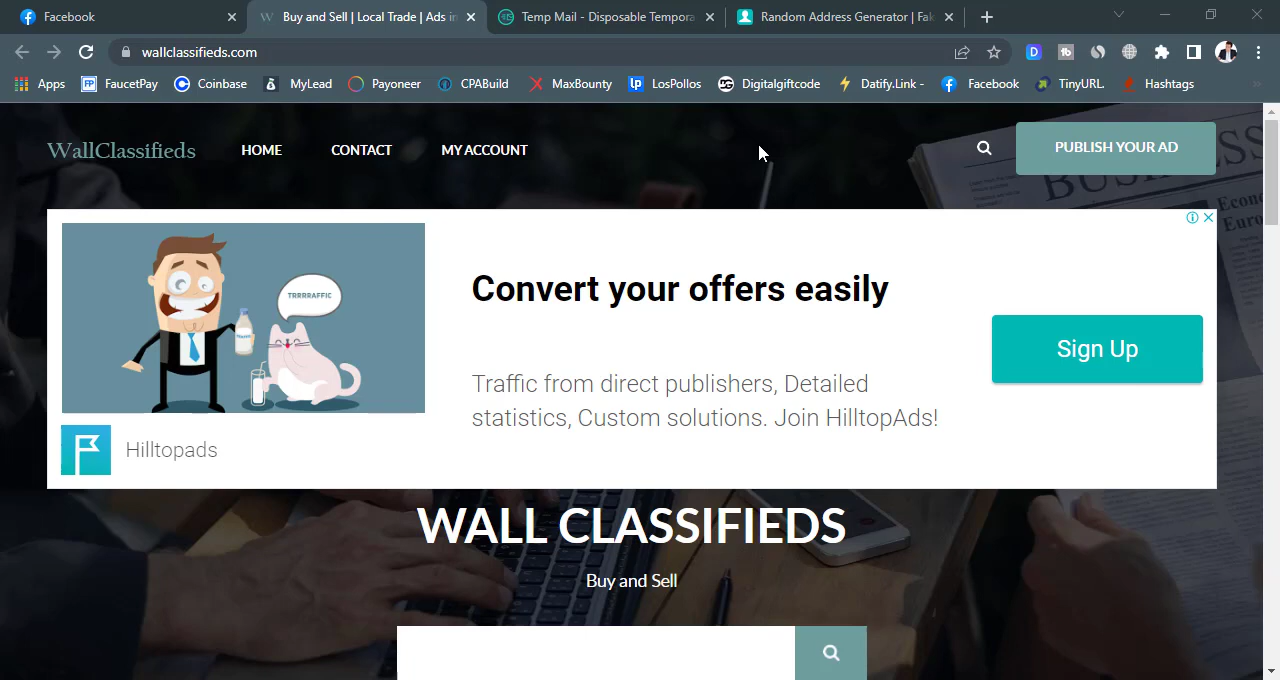 Facebook
Buy and Sell | Local Trade | Ads in
Temp Mail - Disposable Tempora
Random Address Generator | Fak
wallclassifieds.com
Apps
FaucetPay
Coinbase
MyLead
Payoneer
CPABuild
MaxBounty
LosPollos
Digitalgiftcode
Datify.Link -
Facebook
TinyURL.
Hashtags
WallClassifieds
HOME
CONTACT
MY ACCOUNT
PUBLISH YOUR AD
BUSINESS
Econo
Euro
TRRRRAFFIC
Convert your offers easily
Sign Up
Traffic from direct publishers, Detailed
statistics, Custom solutions. Join HilltopAds!
Hilltopads
WALL CLASSIFIEDS
Buy and Sell